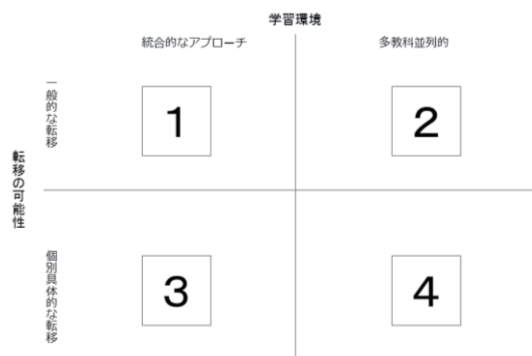 学習環境
統合的なアプローチ
多教科並列的
一般的な転移
1
2
転移の可能性
個別具体的な転移
3
4